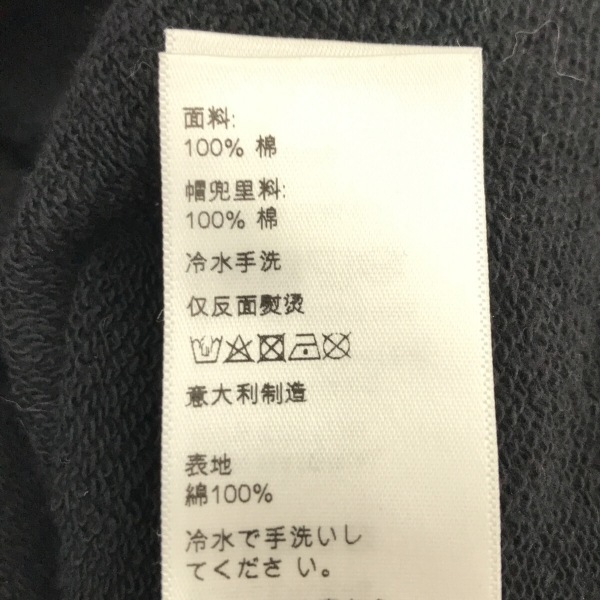 面料:
100% 棉
帽兜里料:
100% 棉
冷水手洗
仅反面熨烫
意大利制造
表地
綿100%
冷水で手洗いし
てくださ い。